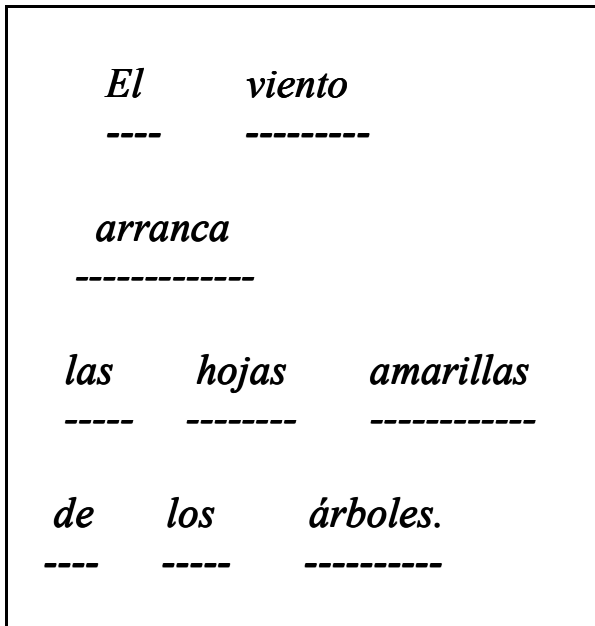 El viento
---- ---------
arranca
-------------
las hojas amarillas
----- -------- ------------
de los árboles.
---- ----- ----------